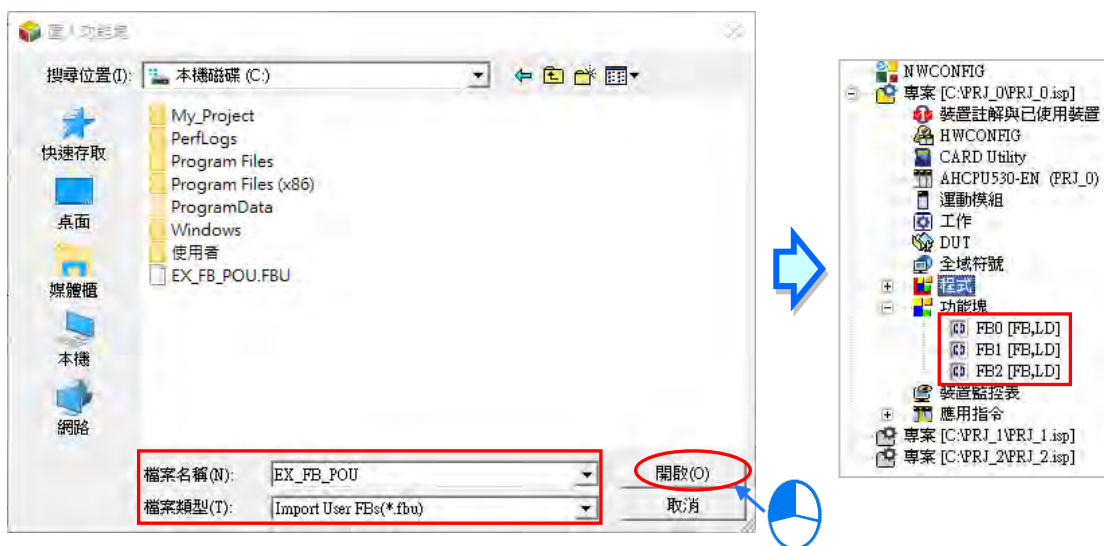 匯入功能塊
搜尋位置(I):
本機磁碟 (C:)
快速存取
桌面
媒體櫃
本機
網路
My_Project
PerfLogs
Program Files
Program Files (x86)
ProgramData
Windows
使用者
EX_FB_POU.FBU
檔案名稱(N):
EX_FB_POU
開啟(O)
檔案類型(T):
Import User FBs(*.fbu)
取消
NWCONFIG
專案 [C:\PRJ_0\PRJ_0.isp]
裝置註解與已使用裝置
HWCONFIG
CARD Utility
AHCPU530-EN (PRJ_0)
運動模組
工作
DUT
全域符號
程式
功能塊
FB0 [FB,LD]
FB1 [FB,LD]
FB2 [FB,LD]
裝置監控表
應用指令
專案 [C:\PRJ_1\PRJ_1.isp]
專案 [C:\PRJ_2\PRJ_2.isp]